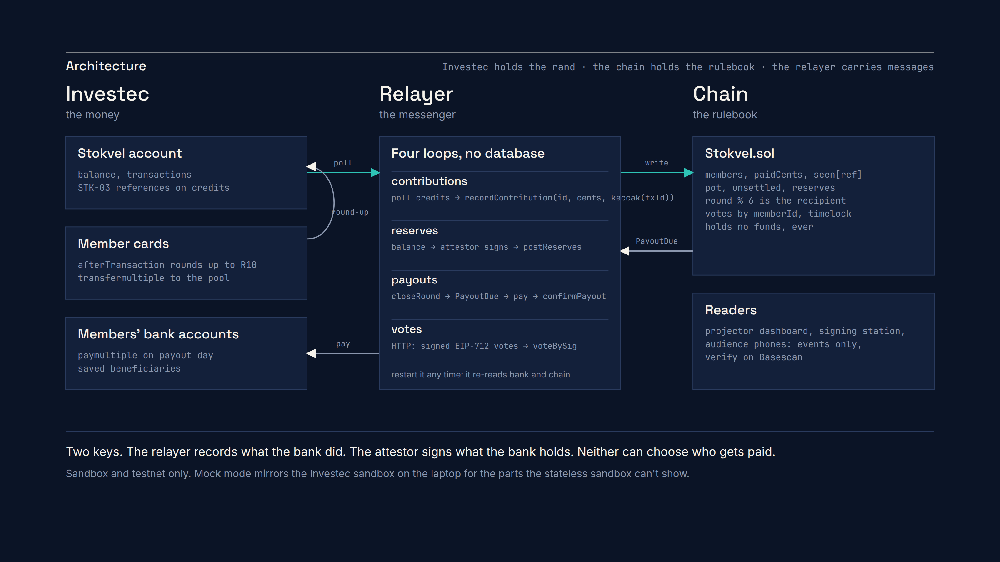 Architecture
Investec holds the rand · the chain holds the rulebook · the relayer carries messages
Investec
the money
Relayer
the messenger
Chain
the rulebook
Stokvel account
balance, transactions
STK-03 references on credits
Member cards
afterTransaction rounds up to R10
transfermultiple to the pool
Members’ bank accounts
paymultiple on payout day
saved beneficiaries
poll
round-up
pay
Four loops, no database
contributions
poll credits → recordContribution(id, cents, keccak(txId))
reserves
balance → attestor signs → postReserves
payouts
closeRound → PayoutDue → pay → confirmPayout
votes
HTTP: signed EIP-712 votes → voteBySig
restart it any time: it re-reads bank and chain
write
PayoutDue
Stokvel.sol
members, paidCents, seen[ref]
pot, unsettled, reserves
round % 6 is the recipient
votes by memberId, timelock
holds no funds, ever
Readers
projector dashboard, signing station,
audience phones: events only,
verify on Basescan
Two keys. The relayer records what the bank did. The attestor signs what the bank holds. Neither can choose who gets paid.
Sandbox and testnet only. Mock mode mirrors the Investec sandbox on the laptop for the parts the stateless sandbox can't show.